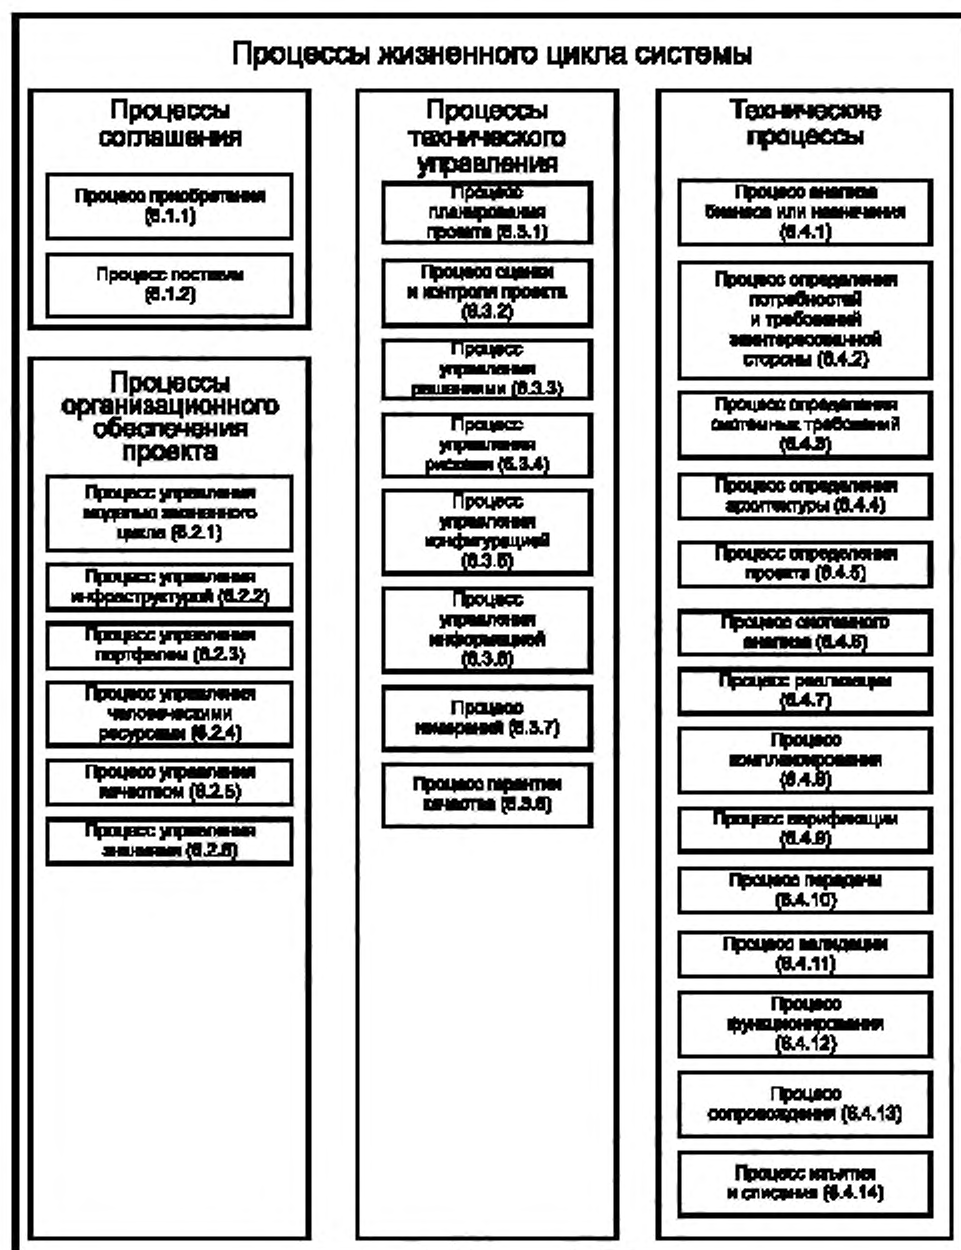 Процессы жизненного цикла системы
Процессы
соглашения
Процесс приобретения
(6.1.1)
Процесс поставки
(6.1.2)
Процессы
организационного
обеспечения
проекта
Процесс управления
моделью жизненного
цикла (6.2.1)
Процесс управления
инфраструктурой (6.2.2)
Процесс управления
портфелем (6.2.3)
Процесс управления
человеческими
ресурсами (6.2.4)
Процесс управления
качеством (6.2.5)
Процесс управления
знаниями (6.2.6)
Процессы
технического
управления
Процесс
планирования
проекта (6.3.1)
Процесс оценки
и контроля проекта
(6.3.2)
Процесс
управления
решениями (6.3.3)
Процесс
управления
рисками (6.3.4)
Процесс
управления
конфигурацией
(6.3.5)
Процесс
управления
информацией
(6.3.6)
Процесс
измерений (6.3.7)
Процесс гарантии
качества (6.3.8)
Технические
процессы
Процесс анализа
бизнеса или назначения
(6.4.1)
Процесс определения
потребностей
и требований
заинтересованной
стороны (6.4.2)
Процесс определения
системных требований
(6.4.3)
Процесс определения
архитектуры (6.4.4)
Процесс определения
проекта (6.4.5)
Процесс системного
анализа (6.4.6)
Процесс реализации
(6.4.7)
Процесс
комплексирования
(6.4.8)
Процесс верификации
(6.4.9)
Процесс передачи
(6.4.10)
Процесс валидации
(6.4.11)
Процесс
функционирования
(6.4.12)
Процесс
сопровождения (6.4.13)
Процесс изъятия
и списания (6.4.14)